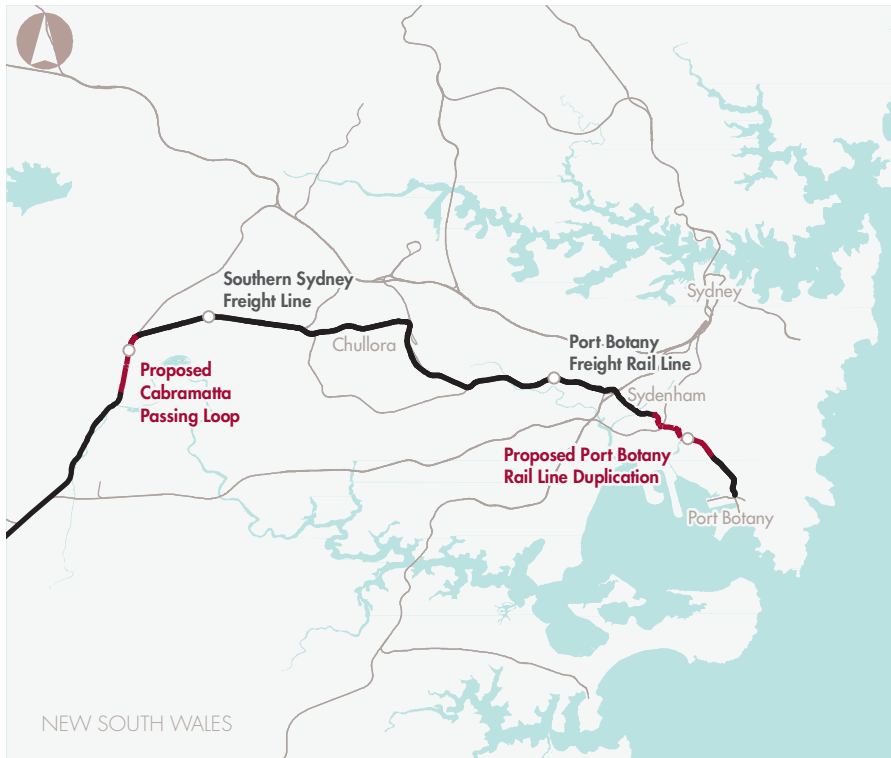 Southern Sydney
Freight Line
Sydney
Chullora
Port Botany
Freight Rail Line
Proposed
Cabramatta
Passing Loop
Sydenham
Proposed Port Botany
Rail Line Duplication
Port Botany
NEW SOUTH WALES